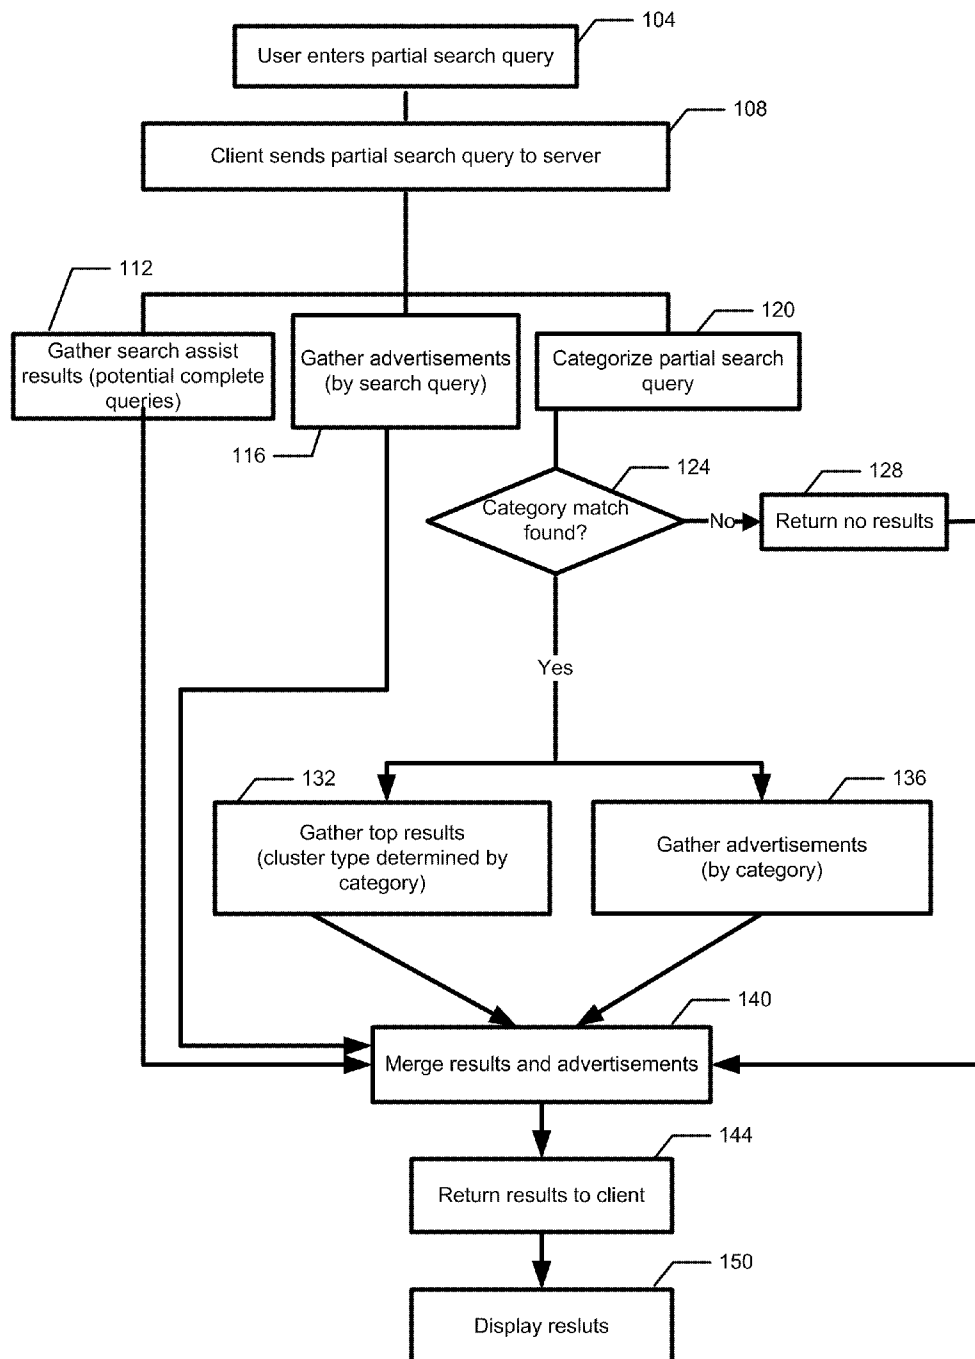 104
User enters partial search query
108
Client sends partial search query to server
112
Gather search assist
results (potential complete
queries)
Gather advertisements
(by search query)
116
120
Categorize partial search
query
124
Category match
found?
No
128
Return no results
Yes
132
Gather top results
(cluster type determined by
category)
136
Gather advertisements
(by category)
140
Merge results and advertisements
144
Return results to client
150
Display resluts